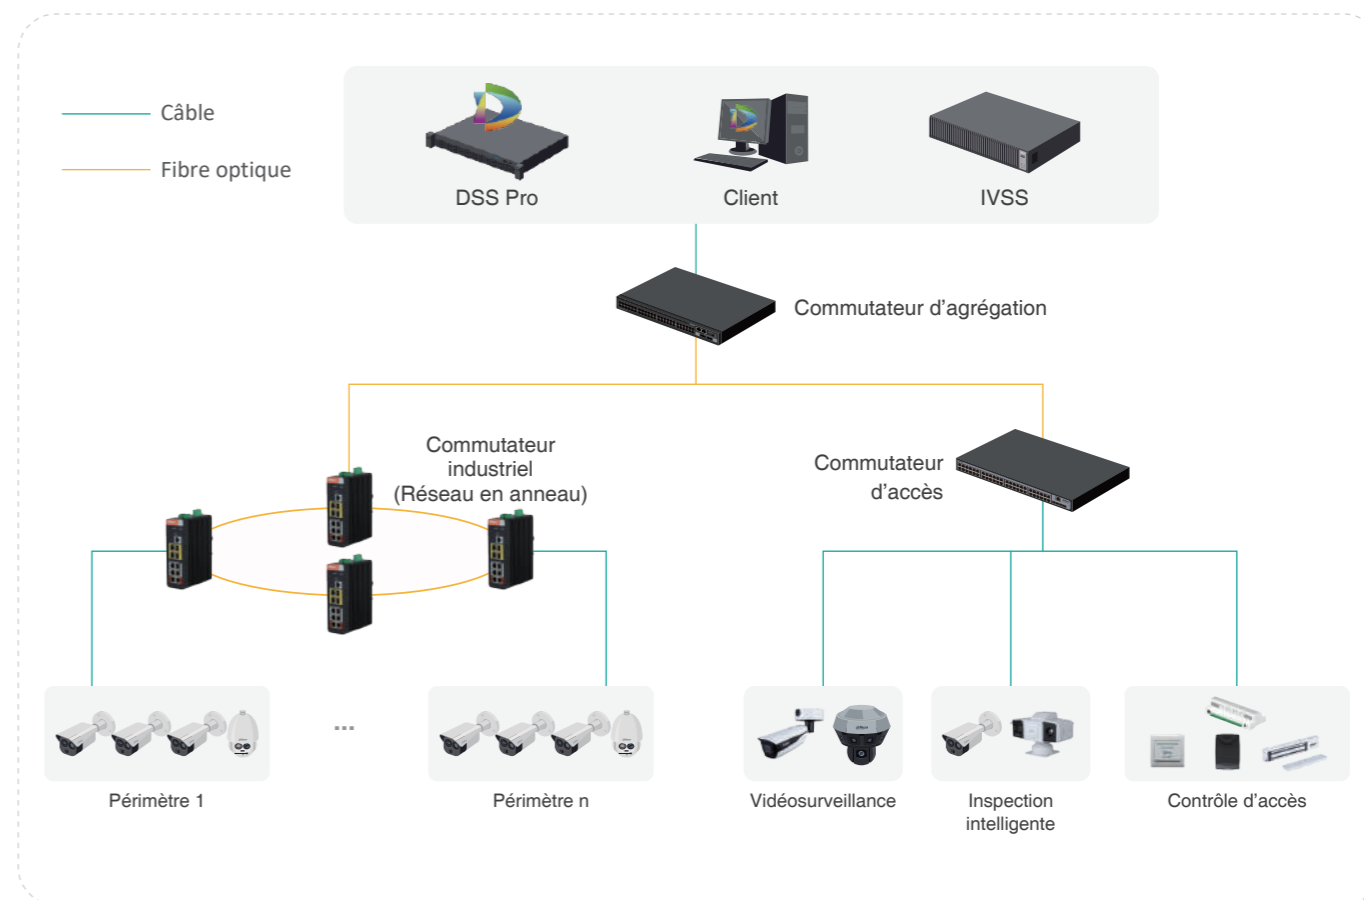 Câble
Fibre optique
DSS Pro
Client
IVSS
Commutateur d’agrégation
Commutateur
industriel
(Réseau en anneau)
Commutateur
d’accès
...
Périmètre 1
Périmètre n
Vidéosurveillance
Inspection
intelligente
Contrôle d’accès